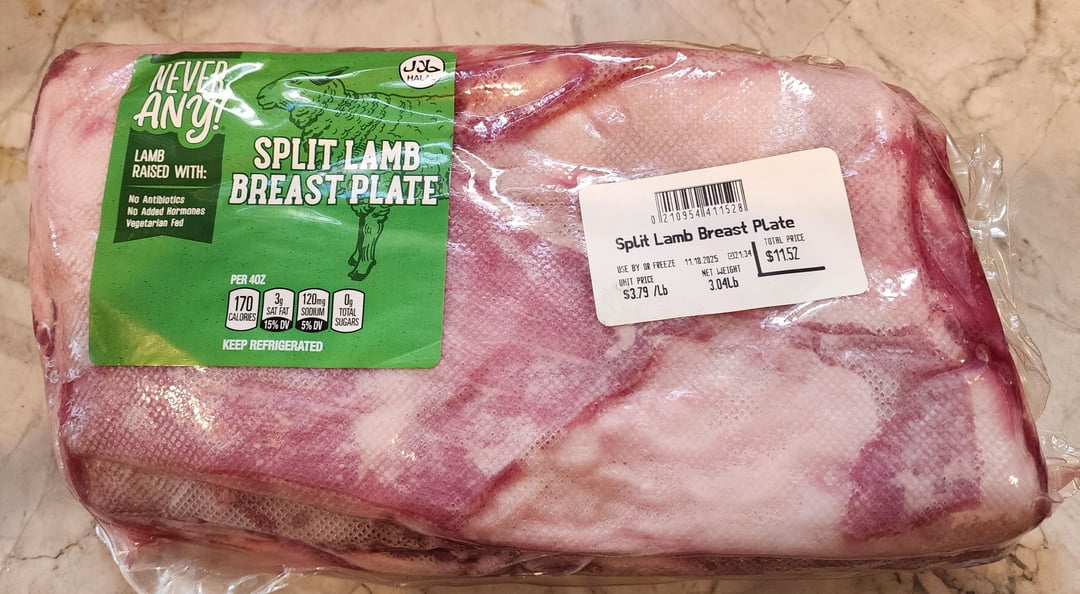 NEVER
ANY!
LAMB
RAISED WITH:
No Antibiotics
No Added Hormones
Vegetarian Fed
HALAL
SPLIT LAMB
BREAST PLATE
PER 4OZ
170
CALORIES
3g
SAT FAT
15% DV
120mg
SODIUM
5% DV
0g
TOTAL
SUGARS
KEEP REFRIGERATED
0 210954 411528
Split Lamb Breast Plate
USE BY OR FREEZE 11.18.2025
UNIT PRICE
$3.79 /Lb
NET WEIGHT
3.04Lb
TOTAL PRICE
$11.52